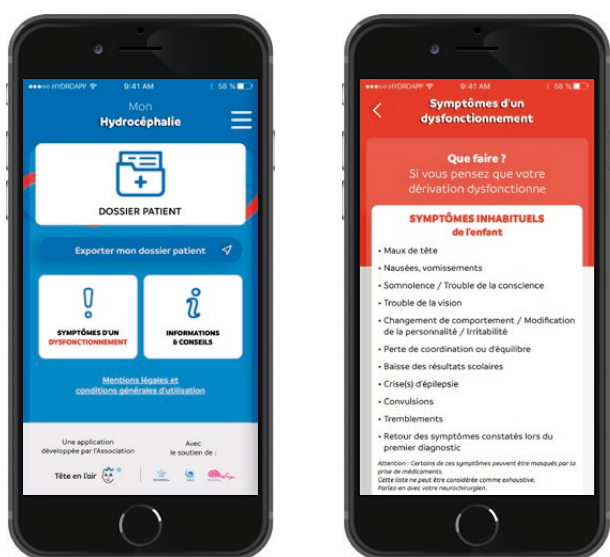 HYDROAPP 9:41 AM 58 %
Mon
Hydrocéphalie
DOSSIER PATIENT
Exporter mon dossier patient
SYMPTÔMES D'UN
DYSFONCTIONNEMENT
INFORMATIONS
& CONSEILS
Mentions légales et
conditions générales d'utilisation
Une application
développée par l'Association
Tête en l'air
Avec
le soutien de :
HYDROAPP 9:41 AM 58 %
Symptômes d'un
dysfonctionnement
Que faire ?
Si vous pensez que votre
dérivation dysfonctionne
SYMPTÔMES INHABITUELS
de l'enfant
• Maux de tête
• Nausées, vomissements
• Somnolence / Trouble de la conscience
• Trouble de la vision
• Changement de comportement / Modification
de la personnalité / Irritabilité
• Perte de coordination ou d'équilibre
• Baisse des résultats scolaires
• Crise(s) d'épilepsie
• Convulsions
• Tremblements
• Retour des symptômes constatés lors du
premier diagnostic
Attention : Certains de ces symptômes peuvent être masqués par la
prise de médicaments.
Cette liste ne peut être considérée comme exhaustive.
Parlez-en avec votre neurochirurgien.